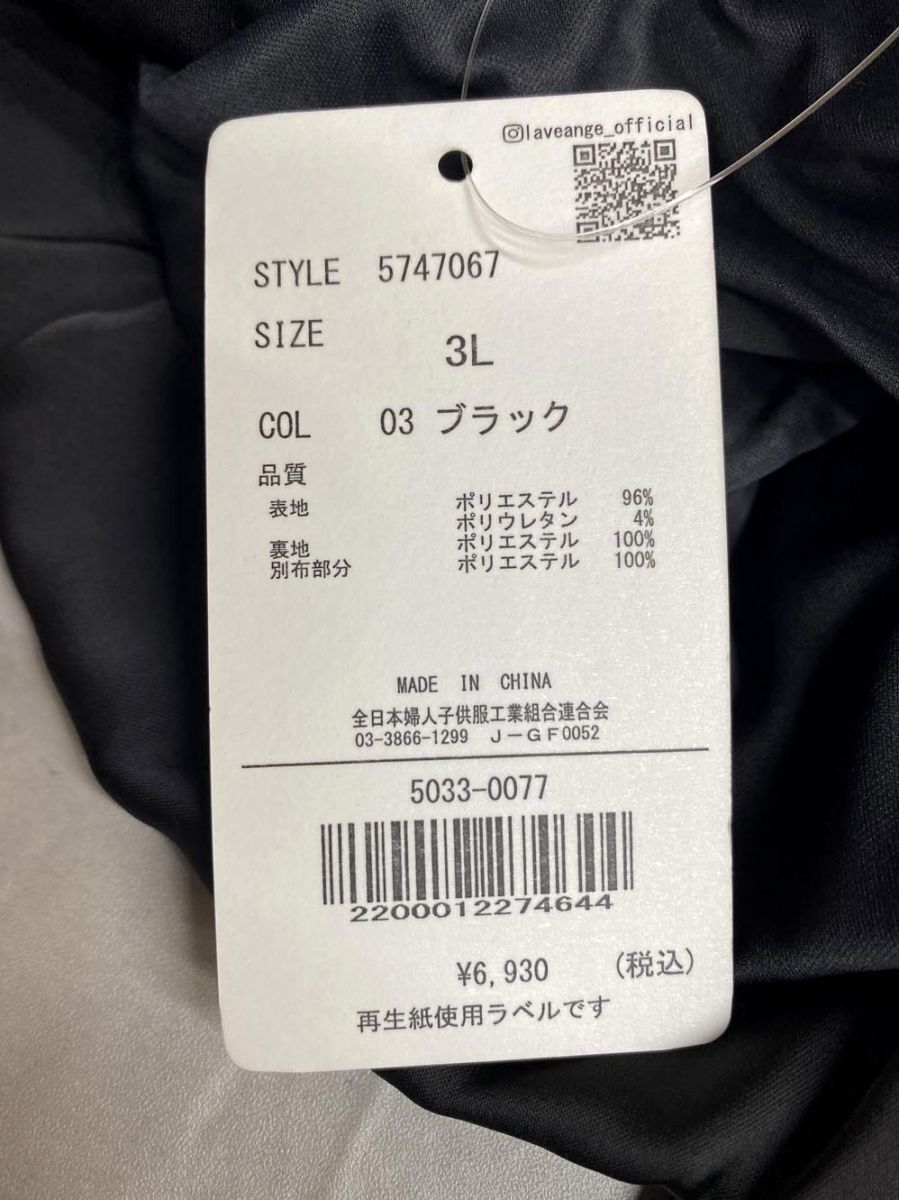 laveange_official
STYLE 5747067
SIZE 3L
COL 03 ブラック
品質
表地 ポリエステル 96%
ポリウレタン 4%
裏地 ポリエステル 100%
別布部分 ポリエステル 100%
MADE IN CHINA
全日本婦人子供服工業組合連合会
03-3866-1299 J-GF0052
5033-0077
2200012274644
¥6,930 (税込)
再生紙使用ラベルです